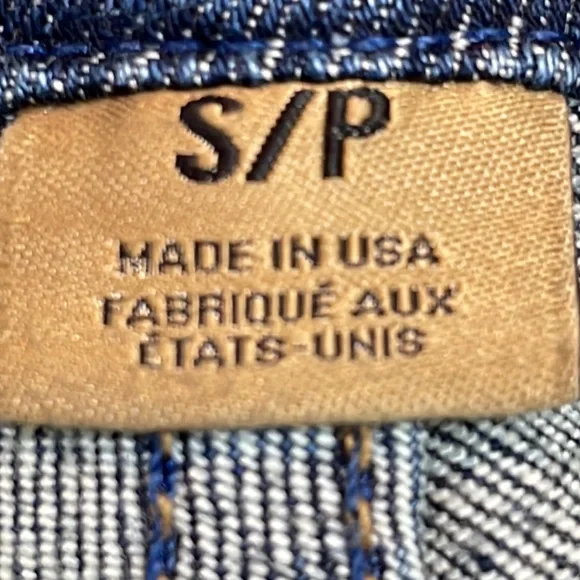 S/P
MADE IN USA
FABRIQUÉ AUX
ÉTATS-UNIS